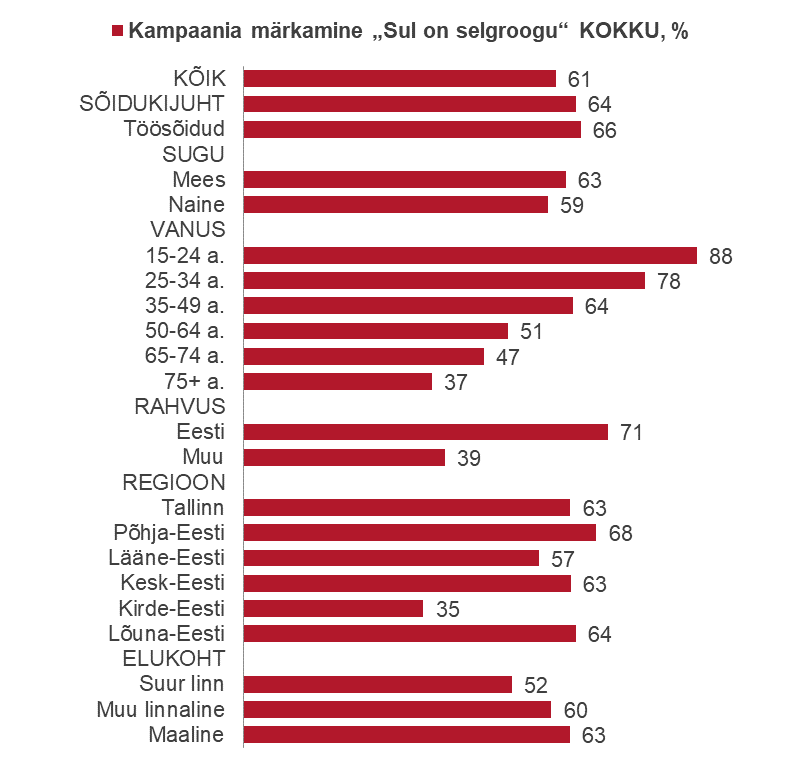 Kampaania märkamine „Sul on selgroogu“ KOKKU, %
KÕIK 61
SÕIDUKIJUHT 64
Töösõidud 66
SUGU
Mees 63
Naine 59
VANUS
15-24 a. 88
25-34 a. 78
35-49 a. 64
50-64 a. 51
65-74 a. 47
75+ a. 37
RAHVUS
Eesti 71
Muu 39
REGIOON
Tallinn 63
Põhja-Eesti 68
Lääne-Eesti 57
Kesk-Eesti 63
Kirde-Eesti 35
Lõuna-Eesti 64
ELUKOHT
Suur linn 52
Muu linnaline 60
Maaline 63